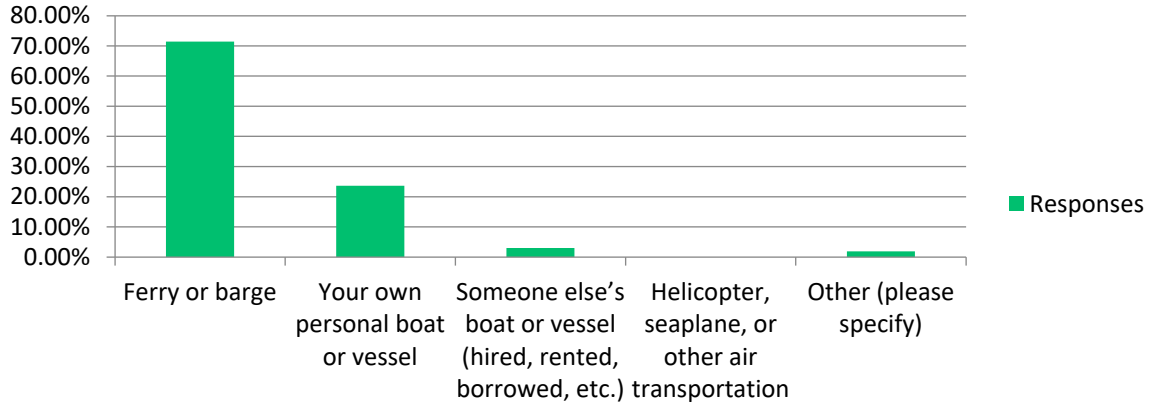 80.00%
70.00%
60.00%
50.00%
40.00%
30.00%
20.00%
10.00%
0.00%
Ferry or barge
Your own
personal boat
or vessel
Someone else’s
boat or vessel
(hired, rented,
borrowed, etc.)
Helicopter,
seaplane, or
other air
transportation
Other (please
specify)
Responses